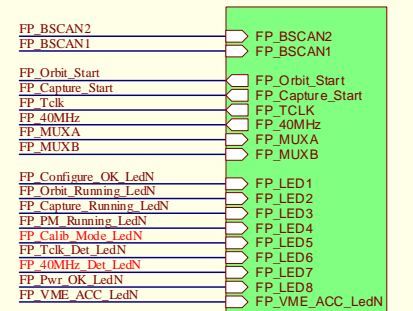 FP_BSCAN2 FP_BSCAN2
FP_BSCAN1 FP_BSCAN1
FP_Orbit_Start FP_Orbit_Start
FP_Capture_Start FP_Capture_Start
FP_Tclk FP_TCLK
FP_40MHz FP_40MHz
FP_MUXA FP_MUXA
FP_MUXB FP_MUXB
FP_Configure_OK_LedN FP_LED1
FP_Orbit_Running_LedN FP_LED2
FP_Capture_Running_LedN FP_LED3
FP_PM_Running_LedN FP_LED4
FP_Calib_Mode_LedN FP_LED5
FP_Tclk_Det_LedN FP_LED6
FP_40MHz_Det_LedN FP_LED7
FP_Pwr_OK_LedN FP_LED8
FP_VME_ACC_LedN FP_VME_ACC_LedN